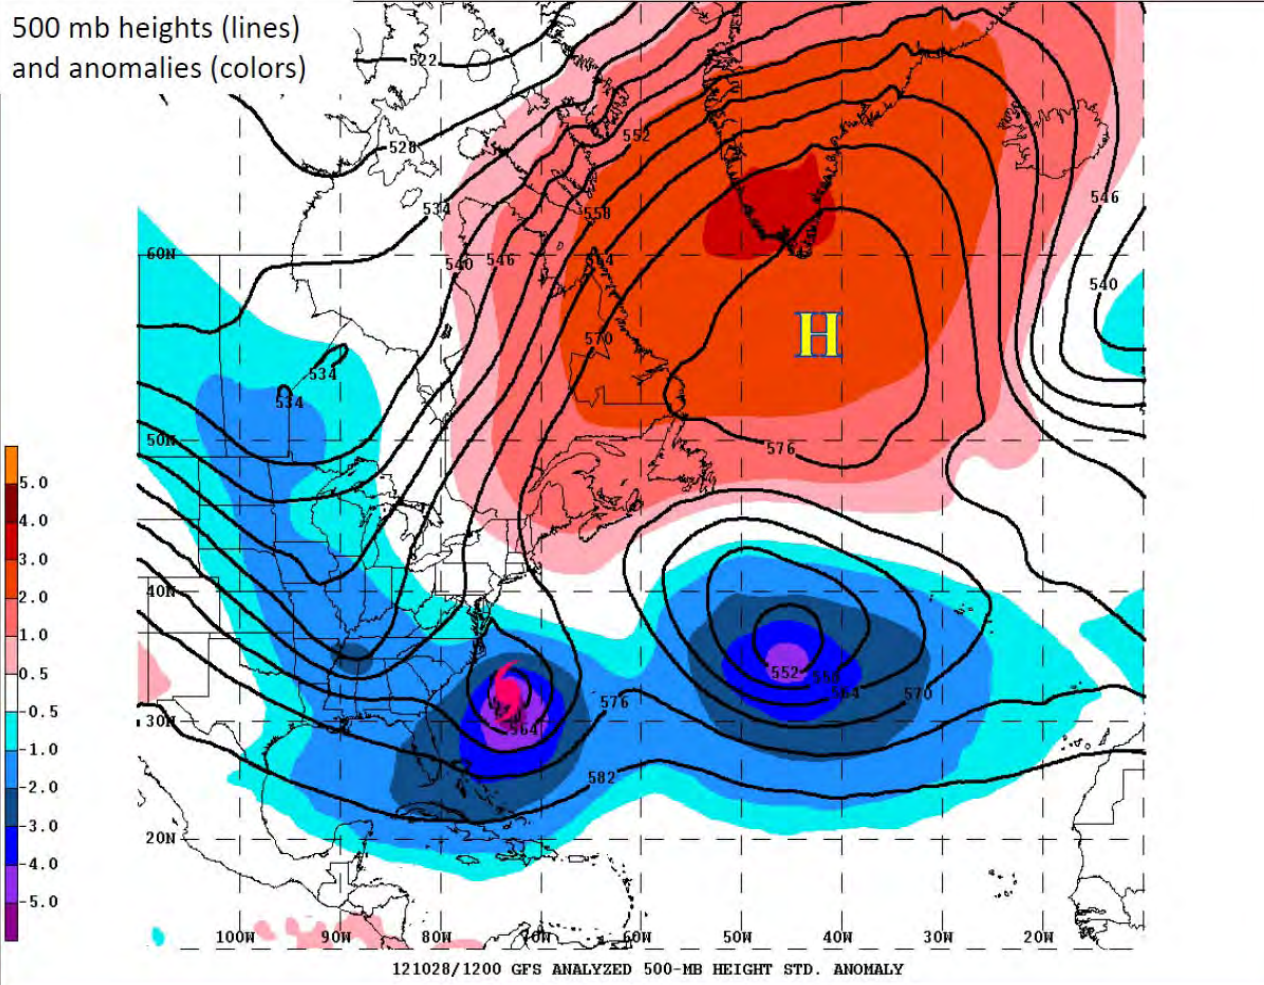 500 mb heights (lines)
and anomalies (colors)
522
528
552
534
558
546
60N
540
546
564
540
570
H
534
534
50N
576
5.0
4.0
3.0
40N
2.0
1.0
0.5
552
558
564
570
-0.5
576
30N
564
-1.0
582
-2.0
-3.0
20N
-4.0
-5.0
100W
90W
80W
70W
60W
50W
40W
30W
20W
121028/1200 GFS ANALYZED 500-MB HEIGHT STD. ANOMALY